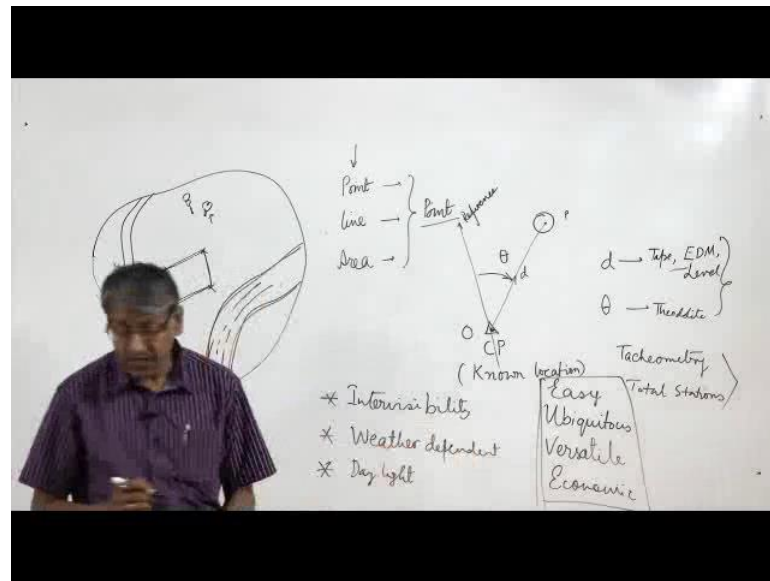 Point →
Line →
Area →
Point
Reference
θ
d
P
O
CP
(Known location)
d → Tape, EDM,
Level
θ → Theodlite
Tacheometry
Total Stations
* Intervisibility
* Weather dependent
* Day light
Easy
Ubiquitous
Versatile
Economic